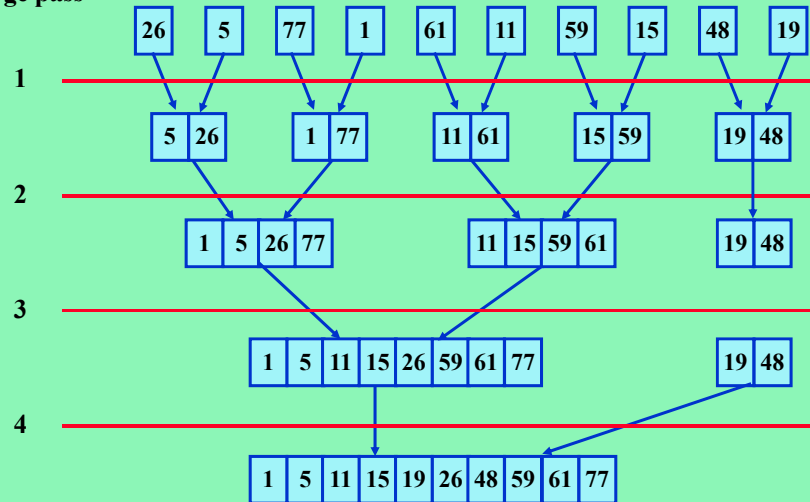 ge pass
26 5 77 1 61 11 59 15 48 19
1
5 26 1 77 11 61 15 59 19 48
2
1 5 26 77 11 15 59 61 19 48
3
1 5 11 15 26 59 61 77 19 48
4
1 5 11 15 19 26 48 59 61 77